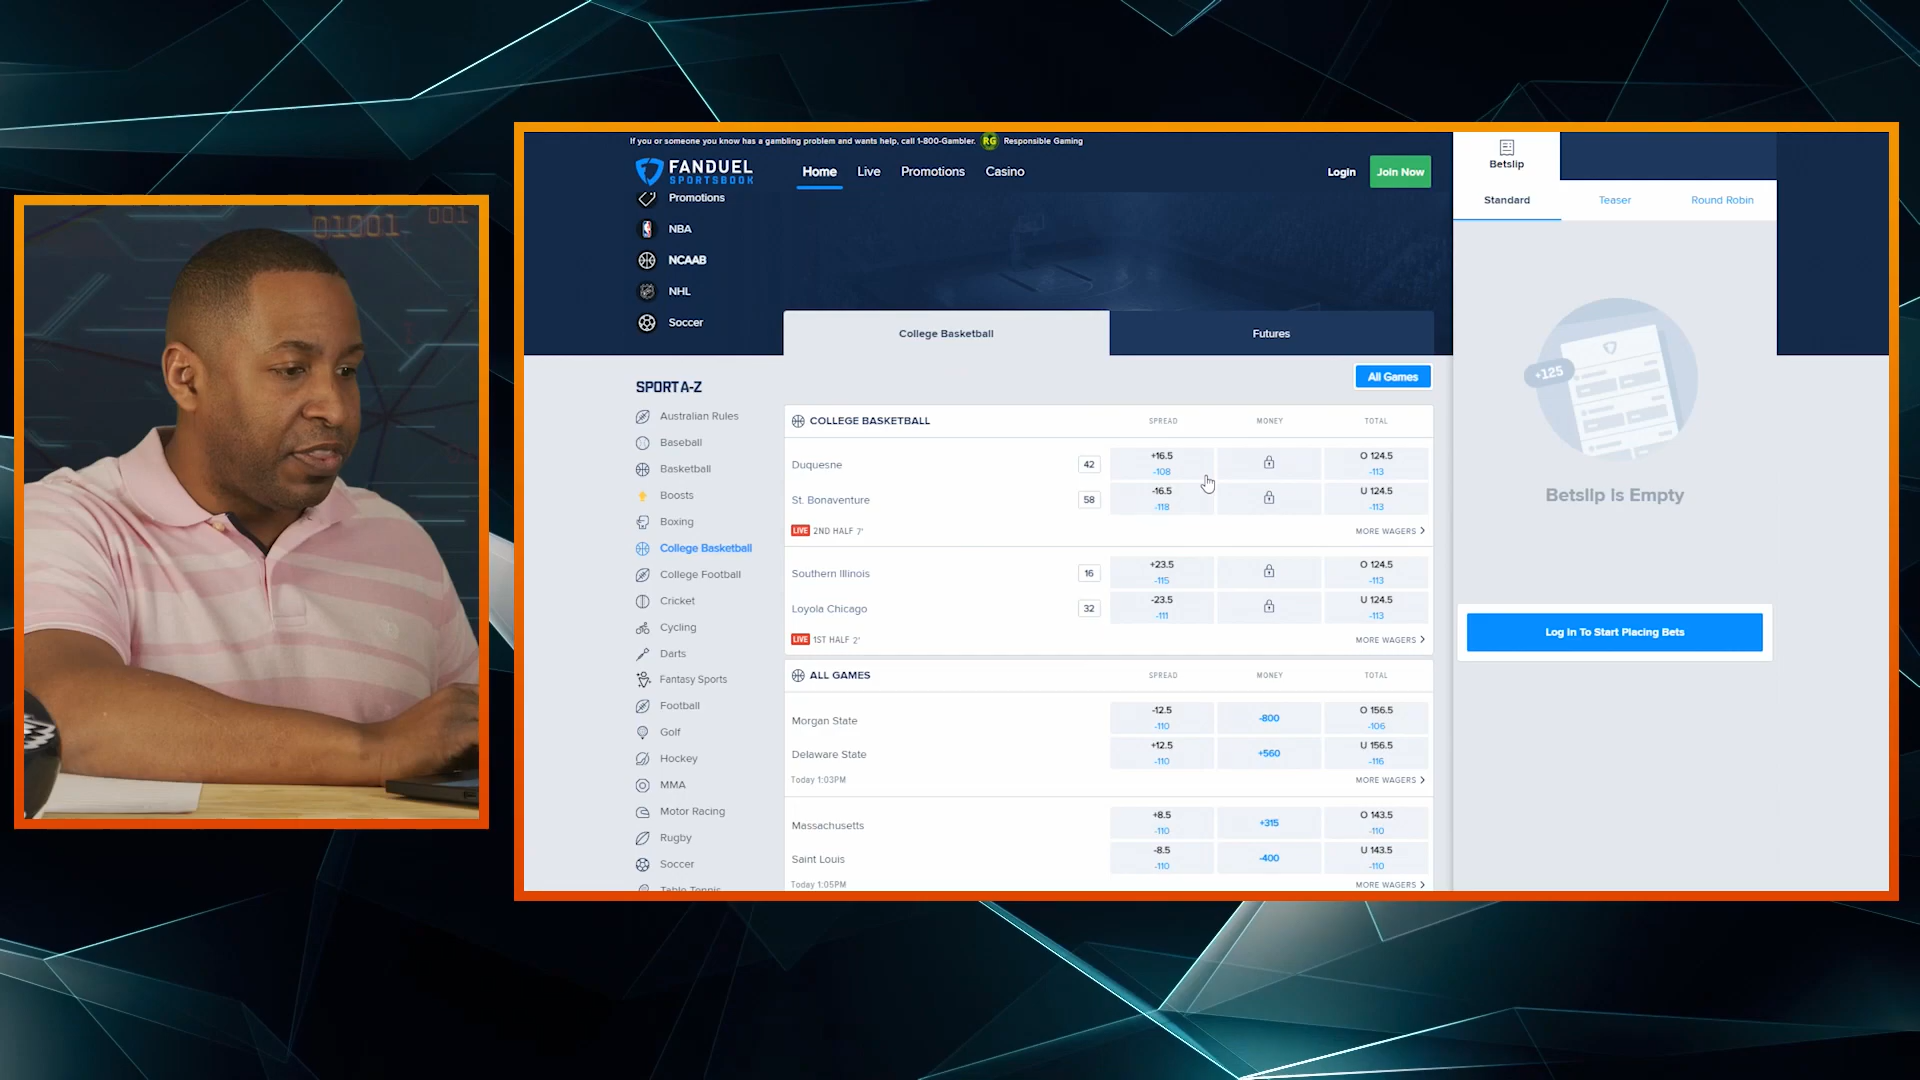 01001
001
If you or someone you know has a gambling problem and wants help, call 1-800-Gambler. RG Responsible Gaming
FANDUEL
SPORTSBOOK
Home Live Promotions Casino
Login Join Now
Promotions
NBA
NCAAB
NHL
Soccer
College Basketball Futures
All Games
SPORT A-Z
Australian Rules
Baseball
Basketball
Boosts
Boxing
College Basketball
College Football
Cricket
Cycling
Darts
Fantasy Sports
Football
Golf
Hockey
MMA
Motor Racing
Rugby
Soccer
Table Tennis
COLLEGE BASKETBALL SPREAD MONEY TOTAL
Duquesne 42 +16.5 O 124.5
-108 -113
St. Bonaventure 58 -16.5 U 124.5
-118 -113
LIVE 2ND HALF 7' MORE WAGERS
Southern Illinois 16 +23.5 O 124.5
-115 -113
Loyola Chicago 32 -23.5 U 124.5
-111 -113
LIVE 1ST HALF 2' MORE WAGERS
ALL GAMES SPREAD MONEY TOTAL
Morgan State -12.5 -800 O 156.5
-110 -106
Delaware State +12.5 +560 U 156.5
-110 -116
Today 1:03PM MORE WAGERS
Massachusetts +8.5 +315 O 143.5
-110 -110
Saint Louis -8.5 -400 U 143.5
-110 -110
Today 1:05PM MORE WAGERS
Betslip
Standard Teaser Round Robin
+125
Betslip Is Empty
Log In To Start Placing Bets